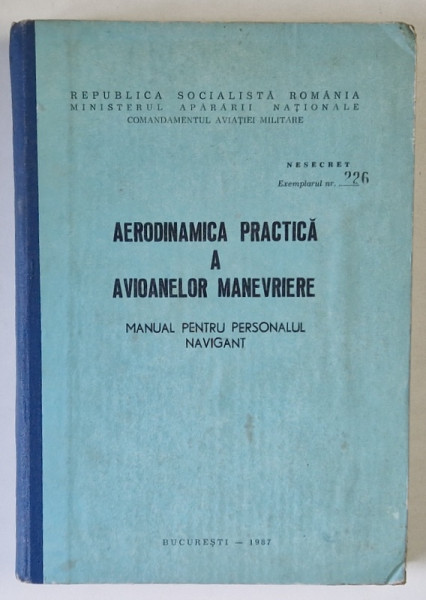 REPUBLICA SOCIALISTĂ ROMÂNIA
MINISTERUL APĂRĂRII NAȚIONALE
COMANDAMENTUL AVIAȚIEI MILITARE
NESECRET
Exemplarul nr. 226
AERODINAMICA PRACTICĂ
A
AVIOANELOR MANEVRIERE
MANUAL PENTRU PERSONALUL
NAVIGANT
BUCUREȘTI — 1987